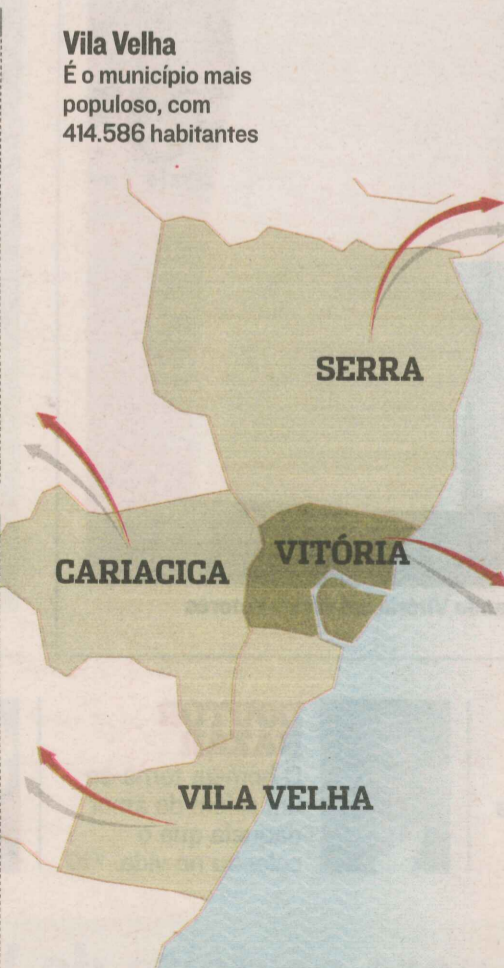 Vila Velha
É o município mais
populoso, com
414.586 habitantes
SERRA
VITÓRIA
CARIACICA
VILA VELHA